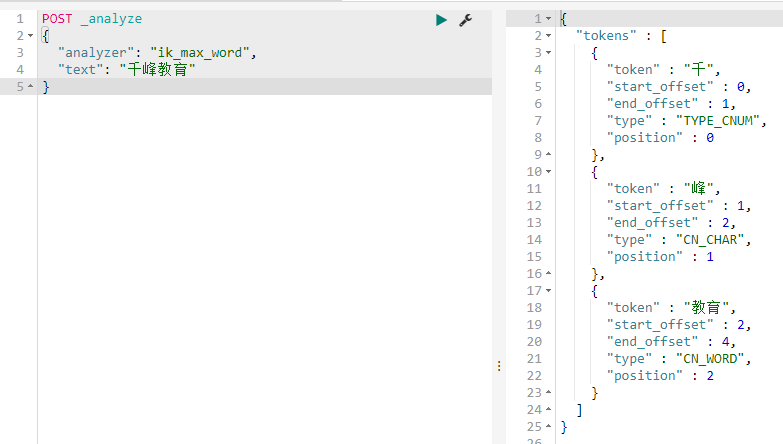 1 POST _analyze
2 {
3 "analyzer": "ik_max_word",
4 "text": "千峰教育"
5 }
1 {
2 "tokens" : [
3 {
4 "token" : "千",
5 "start_offset" : 0,
6 "end_offset" : 1,
7 "type" : "TYPE_CNUM",
8 "position" : 0
9 },
10 {
11 "token" : "峰",
12 "start_offset" : 1,
13 "end_offset" : 2,
14 "type" : "CN_CHAR",
15 "position" : 1
16 },
17 {
18 "token" : "教育",
19 "start_offset" : 2,
20 "end_offset" : 4,
21 "type" : "CN_WORD",
22 "position" : 2
23 }
24 ]
25 }
26